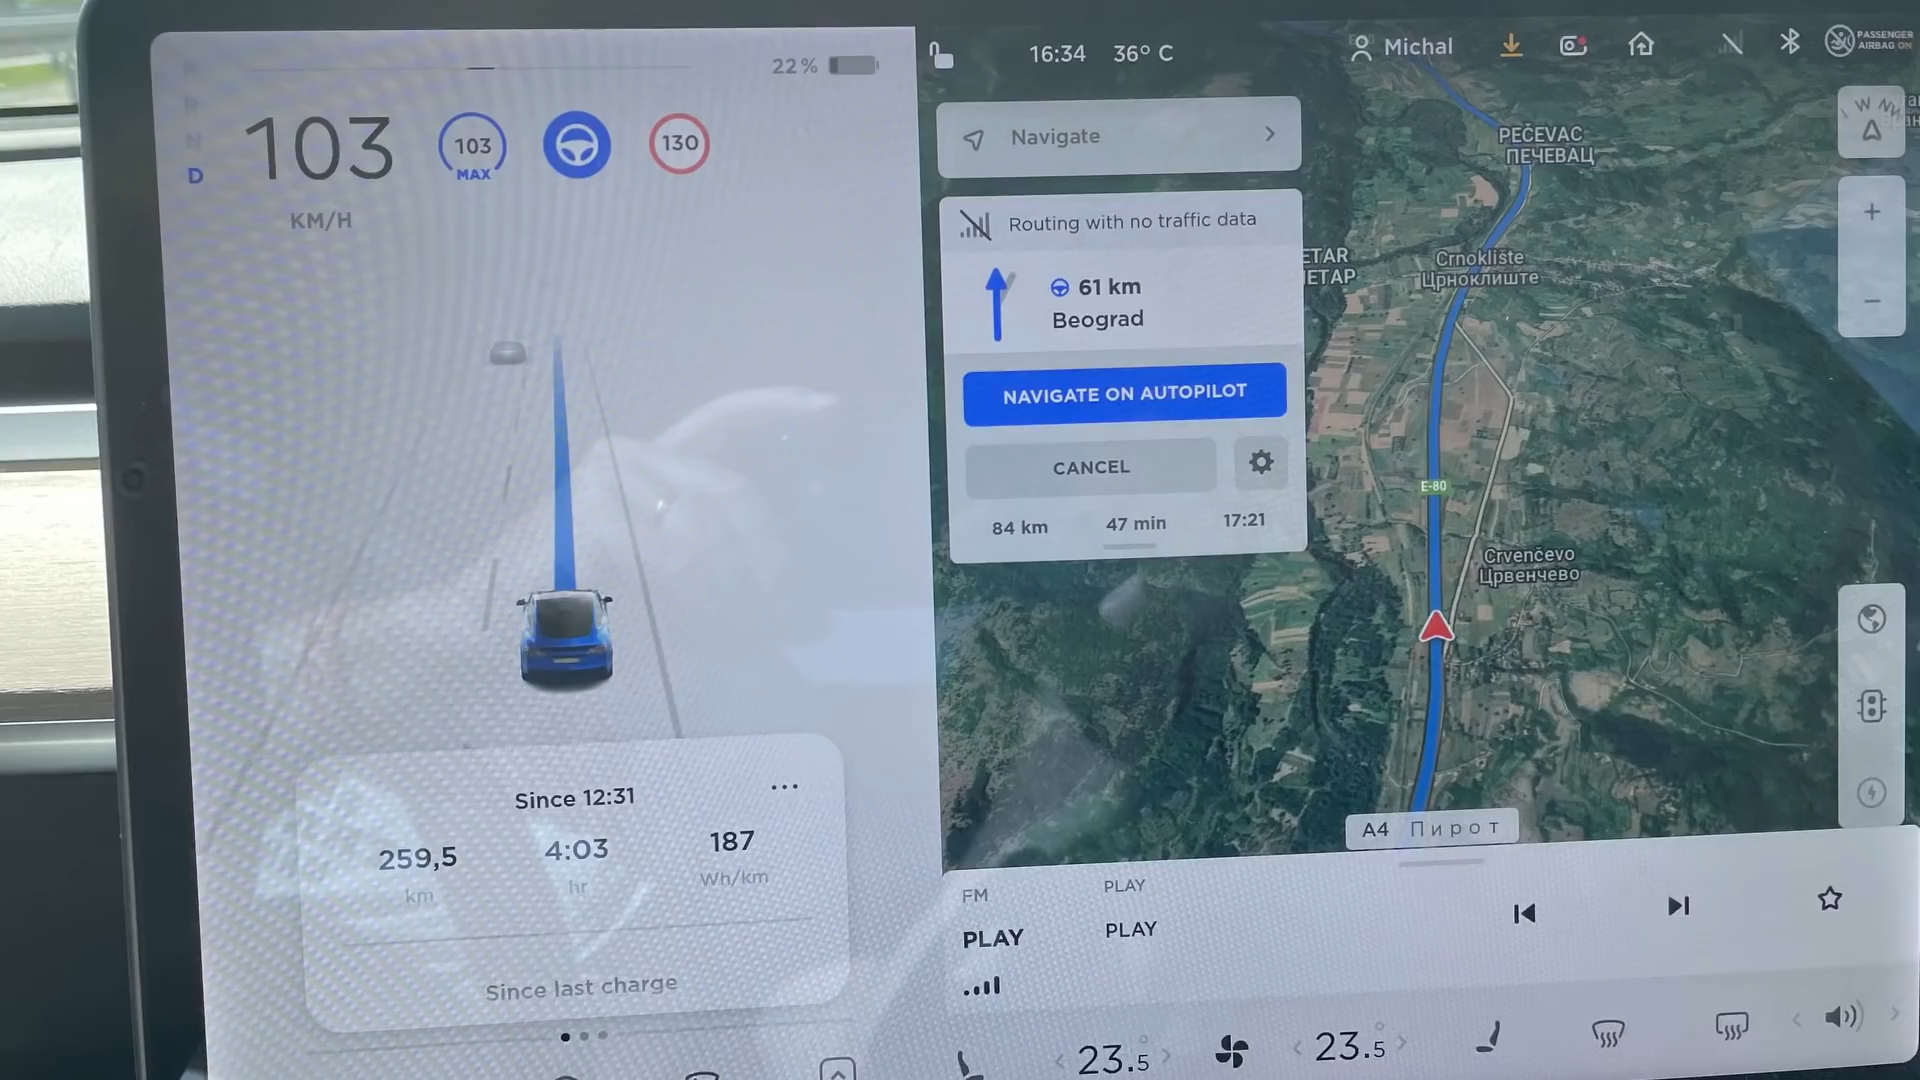 22%
16:34 36° C
Michal
PASSENGER
AIRBAG ON
P
R
N
D
103
KM/H
103
MAX
130
Navigate
Routing with no traffic data
61 km
Beograd
NAVIGATE ON AUTOPILOT
CANCEL
84 km 47 min 17:21
W NW
PEČEVAC
ПЕЧЕВАЦ
ETAR
ЕТАР
Crnoklište
Црноклиште
E-80
Crvenčevo
Црвенчево
+
−
A4 Пирот
Since 12:31
259,5
km
4:03
hr
187
Wh/km
Since last charge
FM
PLAY
PLAY
PLAY
23.5
23.5